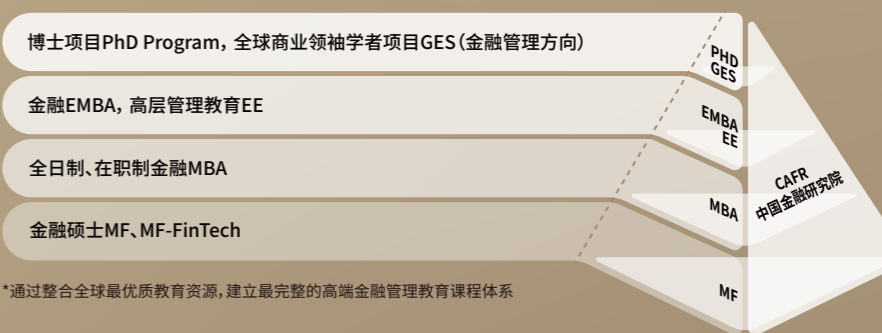 博士项目PhD Program，全球商业领袖学者项目GES（金融管理方向）
PHD
GES
金融EMBA，高层管理教育EE
EMBA
EE
全日制、在职制金融MBA
MBA
CAFR
中国金融研究院
金融硕士MF、MF-FinTech
MF
*通过整合全球最优质教育资源，建立最完整的高端金融管理教育课程体系